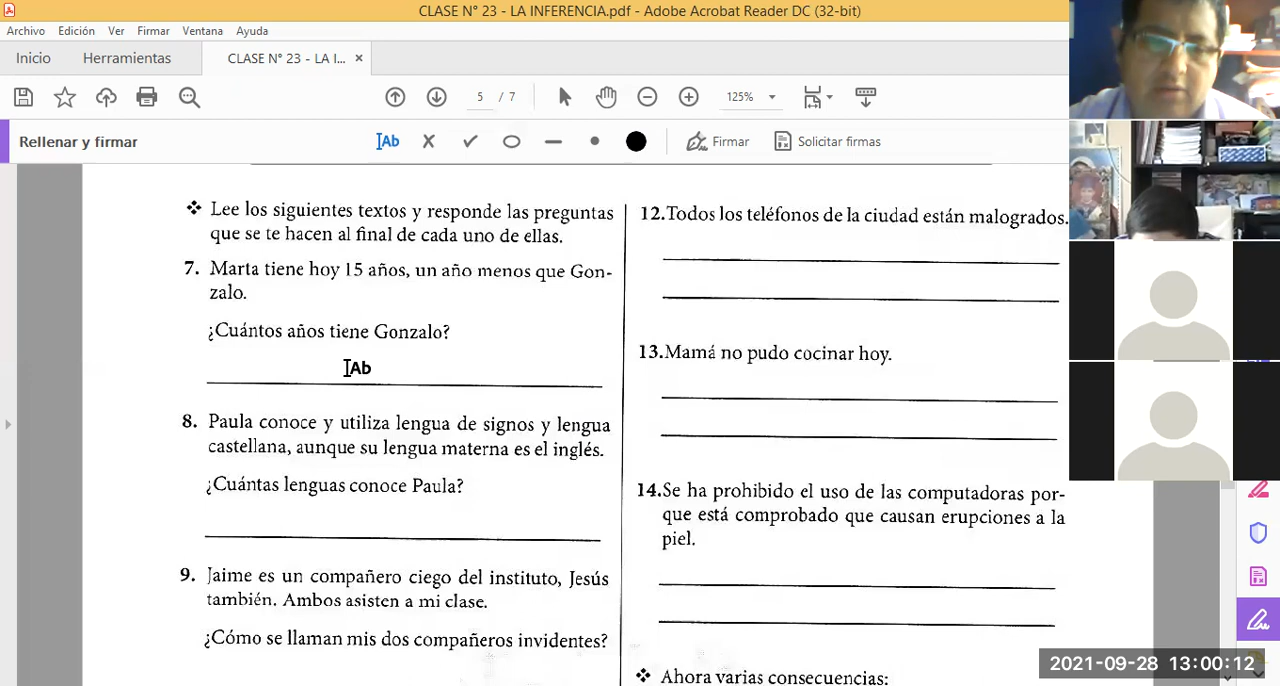 CLASE N° 23 - LA INFERENCIA.pdf - Adobe Acrobat Reader DC (32-bit)
Archivo Edición Ver Firmar Ventana Ayuda
Inicio Herramientas CLASE N° 23 - LA I... ×
5 / 7 125%
Rellenar y firmar Ab Firmar Solicitar firmas
❖ Lee los siguientes textos y responde las preguntas
que se te hacen al final de cada uno de ellas.
7. Marta tiene hoy 15 años, un año menos que Gon-
zalo.
¿Cuántos años tiene Gonzalo?
Ab
8. Paula conoce y utiliza lengua de signos y lengua
castellana, aunque su lengua materna es el inglés.
¿Cuántas lenguas conoce Paula?
9. Jaime es un compañero ciego del instituto, Jesús
también. Ambos asisten a mi clase.
¿Cómo se llaman mis dos compañeros invidentes?
12.Todos los teléfonos de la ciudad están malogrados.
13.Mamá no pudo cocinar hoy.
14.Se ha prohibido el uso de las computadoras por-
que está comprobado que causan erupciones a la
piel.
❖ Ahora varias consecuencias:
2021-09-28 13:00:12